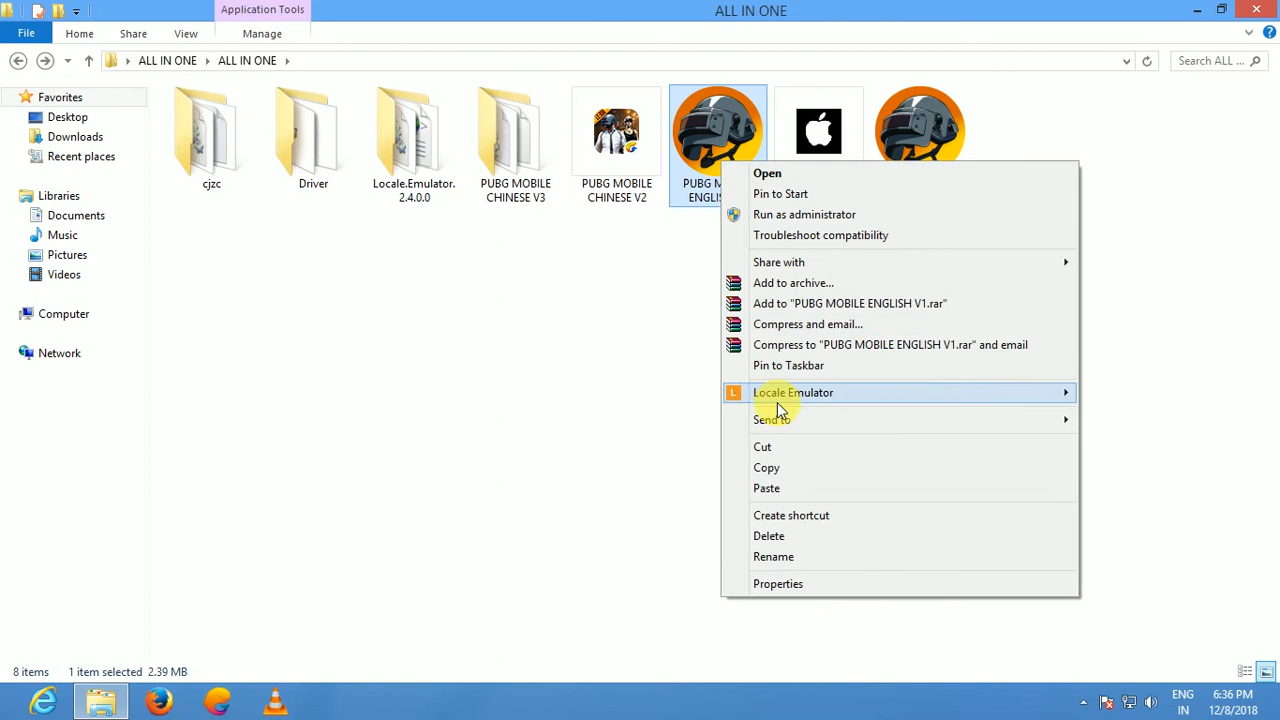 Application Tools
ALL IN ONE
File
Home
Share
View
Manage
ALL IN ONE
ALL IN ONE
Search ALL ...
Favorites
Desktop
Downloads
Recent places
Libraries
Documents
Music
Pictures
Videos
Computer
Network
cjzc
Driver
Locale.Emulator.
2.4.0.0
PUBG MOBILE
CHINESE V3
PUBG MOBILE
CHINESE V2
PUBG M
ENGLIS
Open
Pin to Start
Run as administrator
Troubleshoot compatibility
Share with
Add to archive...
Add to "PUBG MOBILE ENGLISH V1.rar"
Compress and email...
Compress to "PUBG MOBILE ENGLISH V1.rar" and email
Pin to Taskbar
L
Locale Emulator
Send to
Cut
Copy
Paste
Create shortcut
Delete
Rename
Properties
8 items
1 item selected 2.39 MB
ENG
IN
6:36 PM
12/8/2018